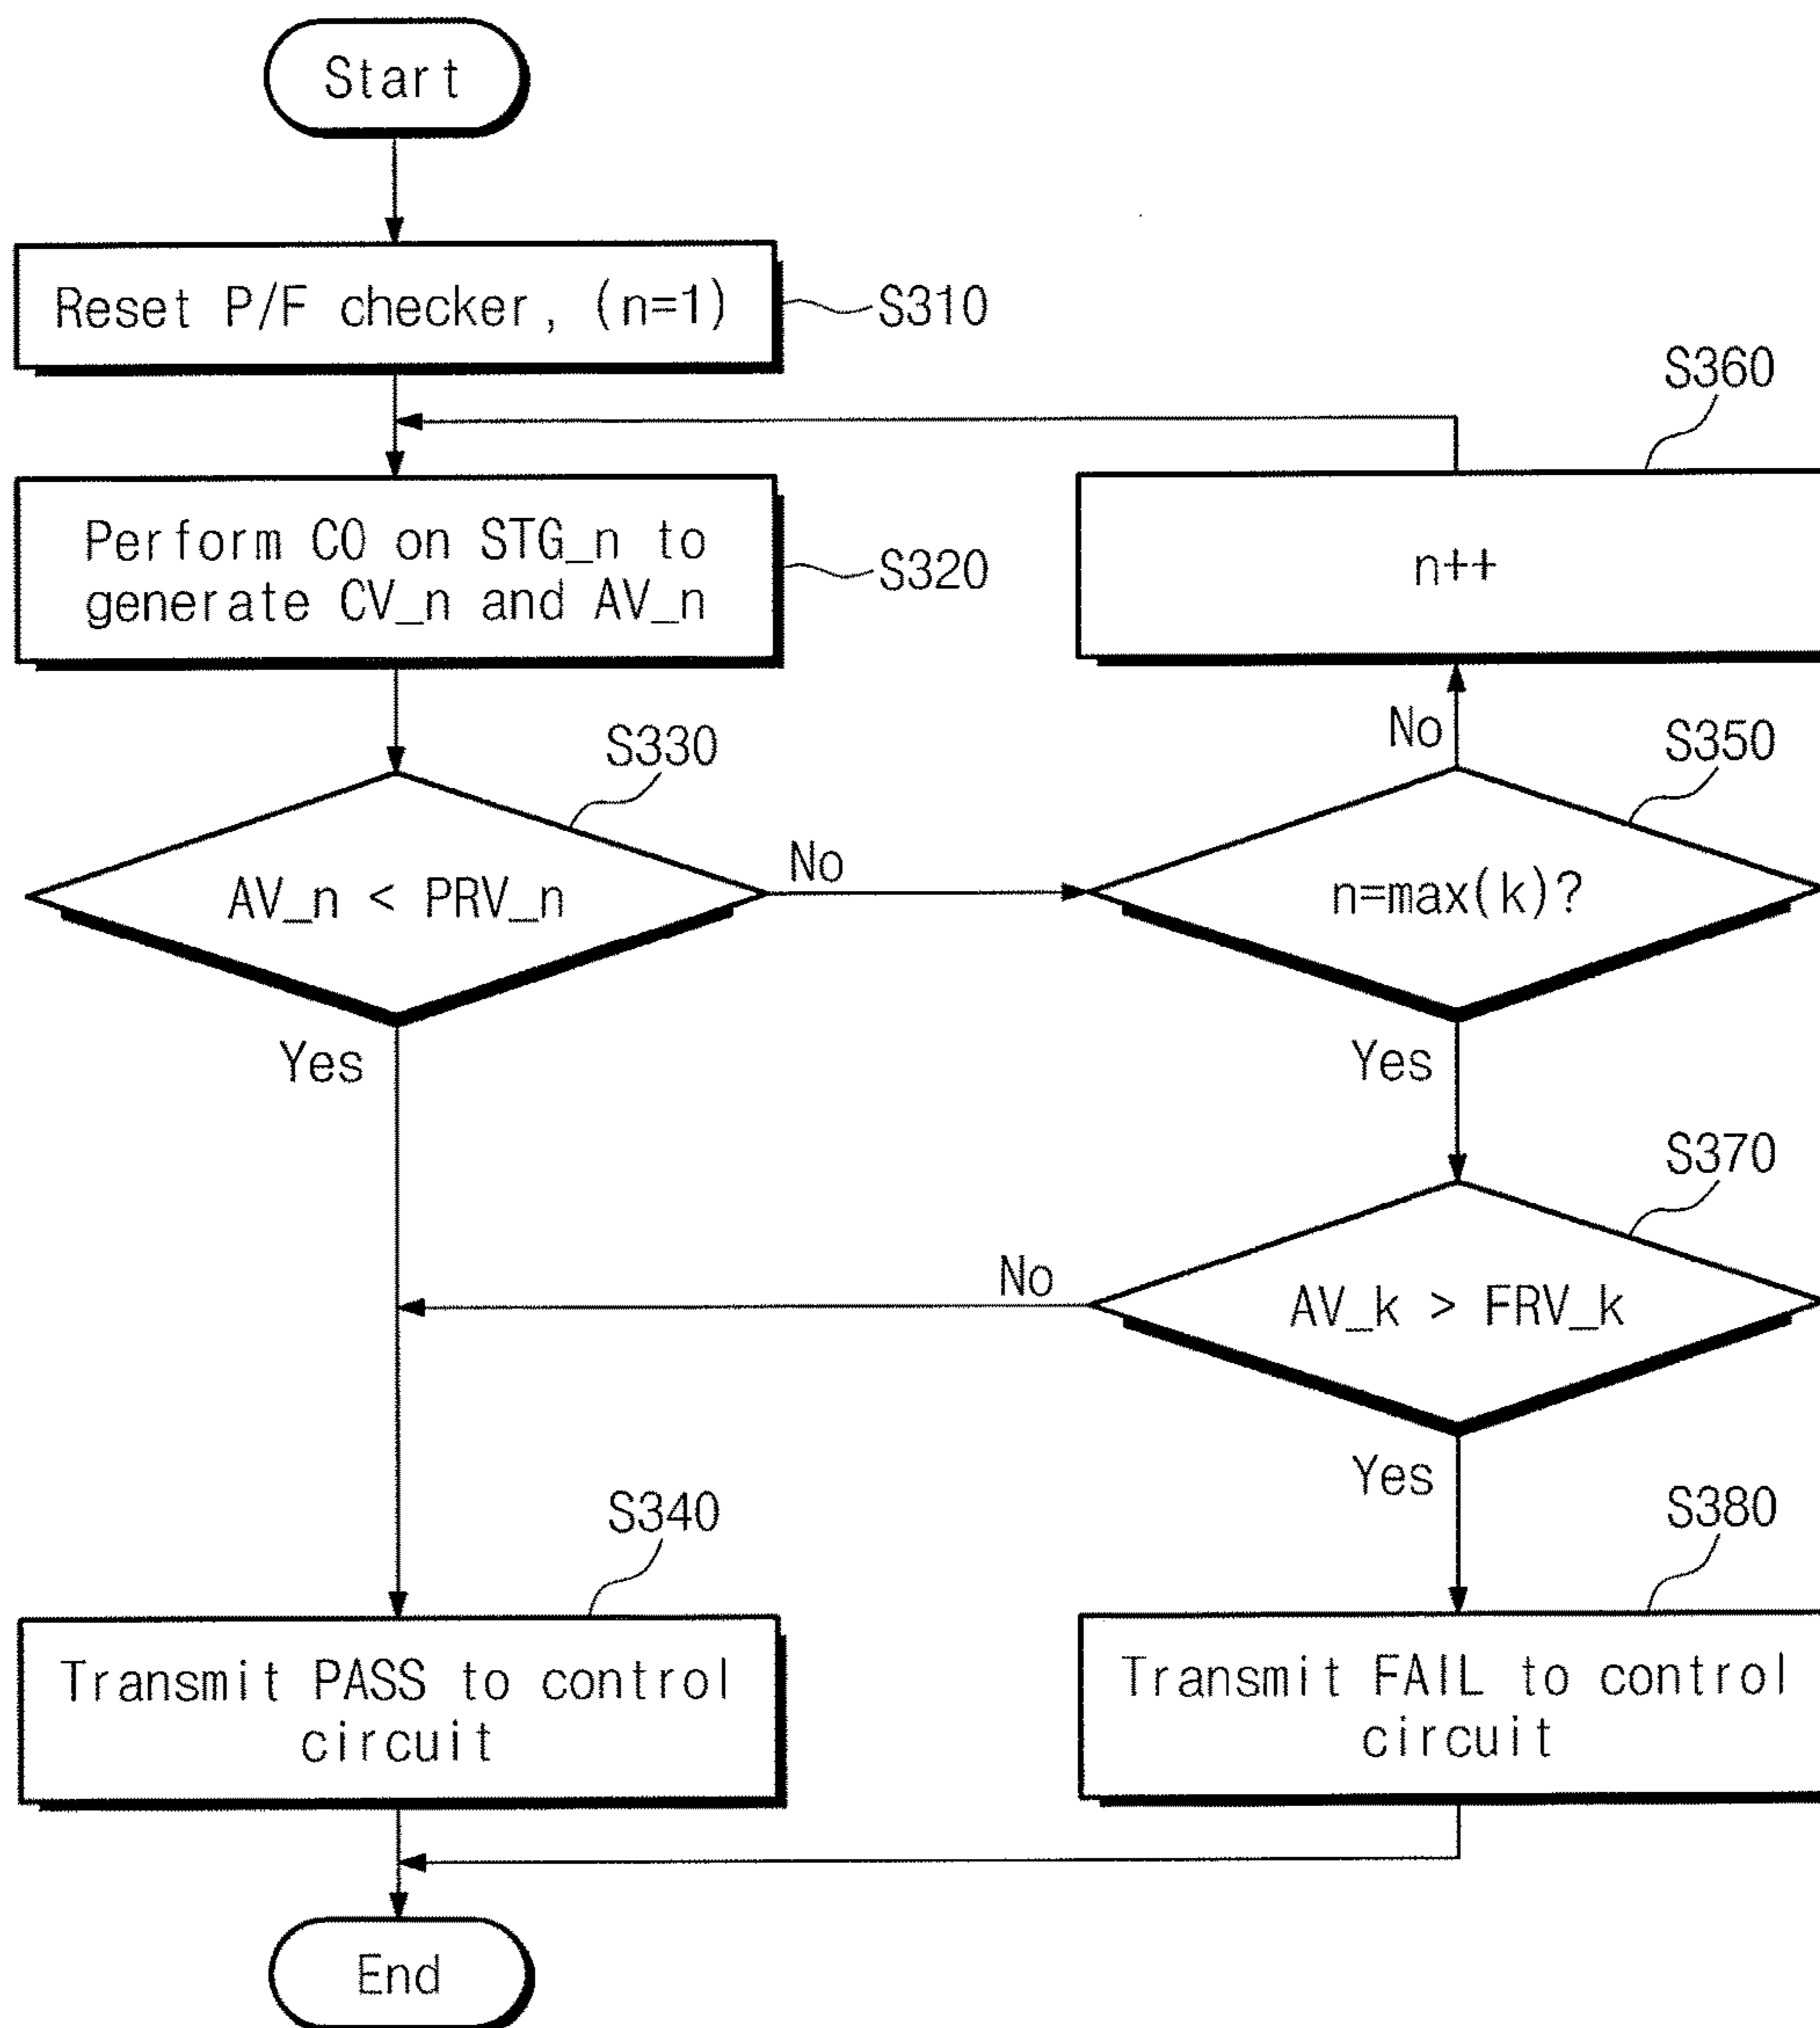 Start
Reset P/F checker, (n=1)
S310
S360
Perform CO on STG_n to
generate CV_n and AV_n
S320
n++
S330
No
S350
AV_n < PRV_n
No
n=max(k)?
Yes
Yes
S370
No
AV_k > FRV_k
Yes
S340
S380
Transmit PASS to control
circuit
Transmit FAIL to control
circuit
End